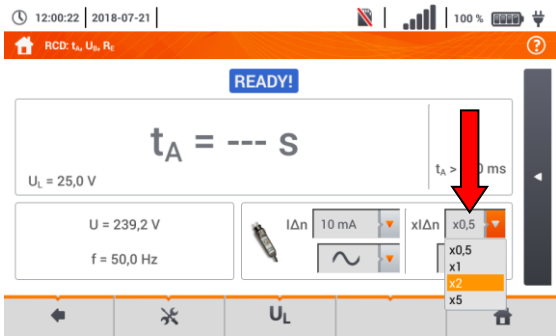 12:00:22 2018-07-21 100 %
RCD: tA, UB, RE ?
READY!
tA = --- s
UL = 25,0 V
ms
U = 239,2 V
f = 50,0 Hz
IΔn 10 mA xIΔn x0,5
x0,5
x1
x2
x5
UL